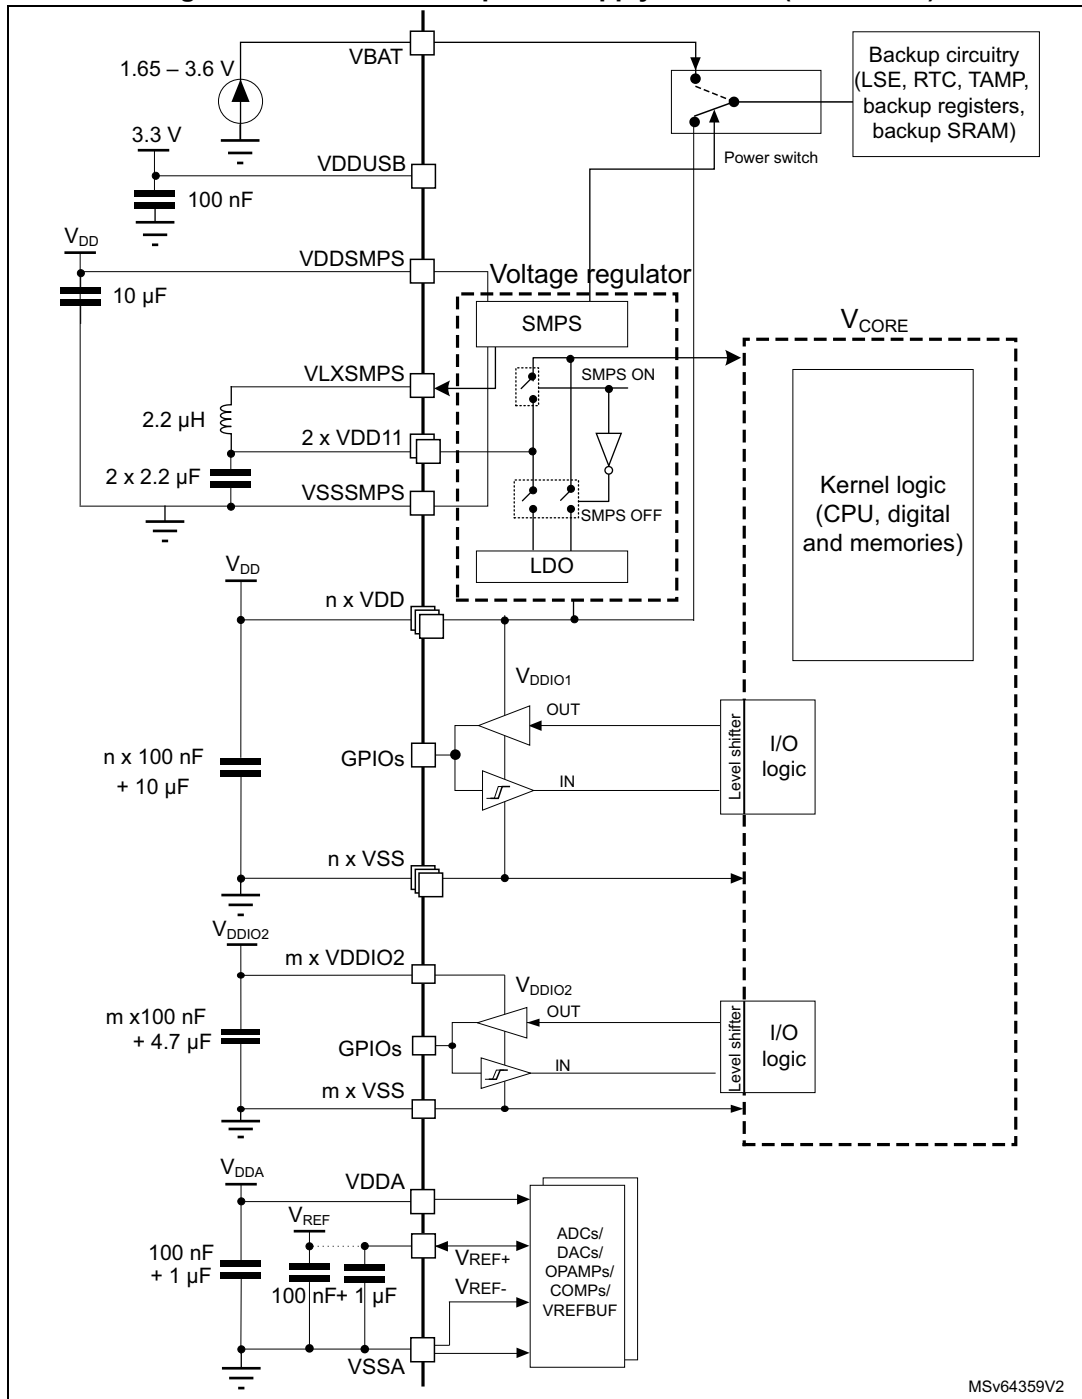 VBAT
1.65 – 3.6 V
Backup circuitry
(LSE, RTC, TAMP,
backup registers,
backup SRAM)
3.3 V
Power switch
VDDUSB
100 nF
VDD
VDDSMPS
Voltage regulator
10 µF
SMPS
VCORE
VLXSMPS
SMPS ON
2.2 µH
2 x VDD11
2 x 2.2 µF
VSSSMPS
SMPS OFF
Kernel logic
(CPU, digital
and memories)
LDO
VDD
n x VDD
VDDIO1
OUT
GPIOs
n x 100 nF
+ 10 µF
IN
Level shifter
I/O
logic
n x VSS
VDDIO2
m x VDDIO2
VDDIO2
OUT
m x100 nF
+ 4.7 µF
GPIOs
IN
Level shifter
I/O
logic
m x VSS
VDDA
VDDA
VREF
100 nF
+ 1 µF
100 nF+ 1 µF
VREF+
VREF-
ADCs/
DACs/
OPAMPs/
COMPs/
VREFBUF
VSSA
MSv64359V2